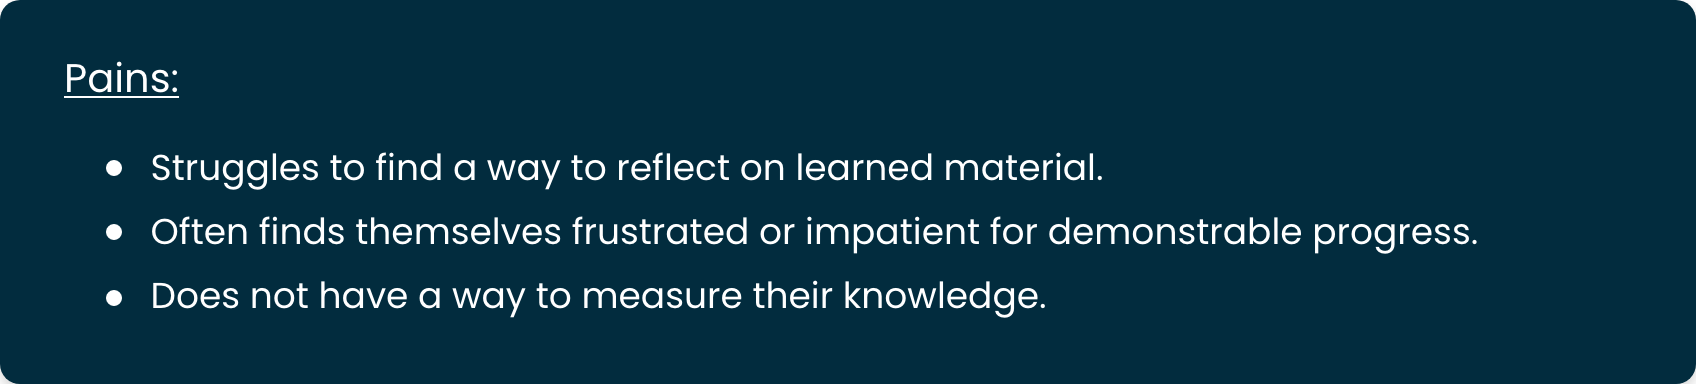 Pains:
● Struggles to find a way to reflect on learned material.
● Often finds themselves frustrated or impatient for demonstrable progress.
● Does not have a way to measure their knowledge.